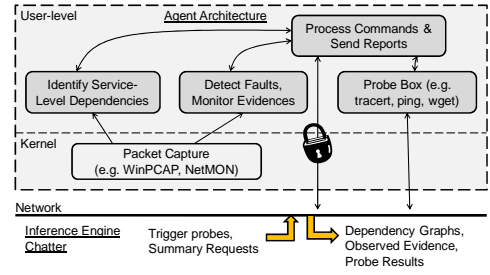 User-level
Agent Architecture
Process Commands &
Send Reports
Identify Service-
Level Dependencies
Detect Faults,
Monitor Evidences
Probe Box (e.g.
tracert, ping, wget)
Kernel
Packet Capture
(e.g. WinPCAP, NetMON)
Network
Inference Engine
Chatter
Trigger probes,
Summary Requests
Dependency Graphs,
Observed Evidence,
Probe Results